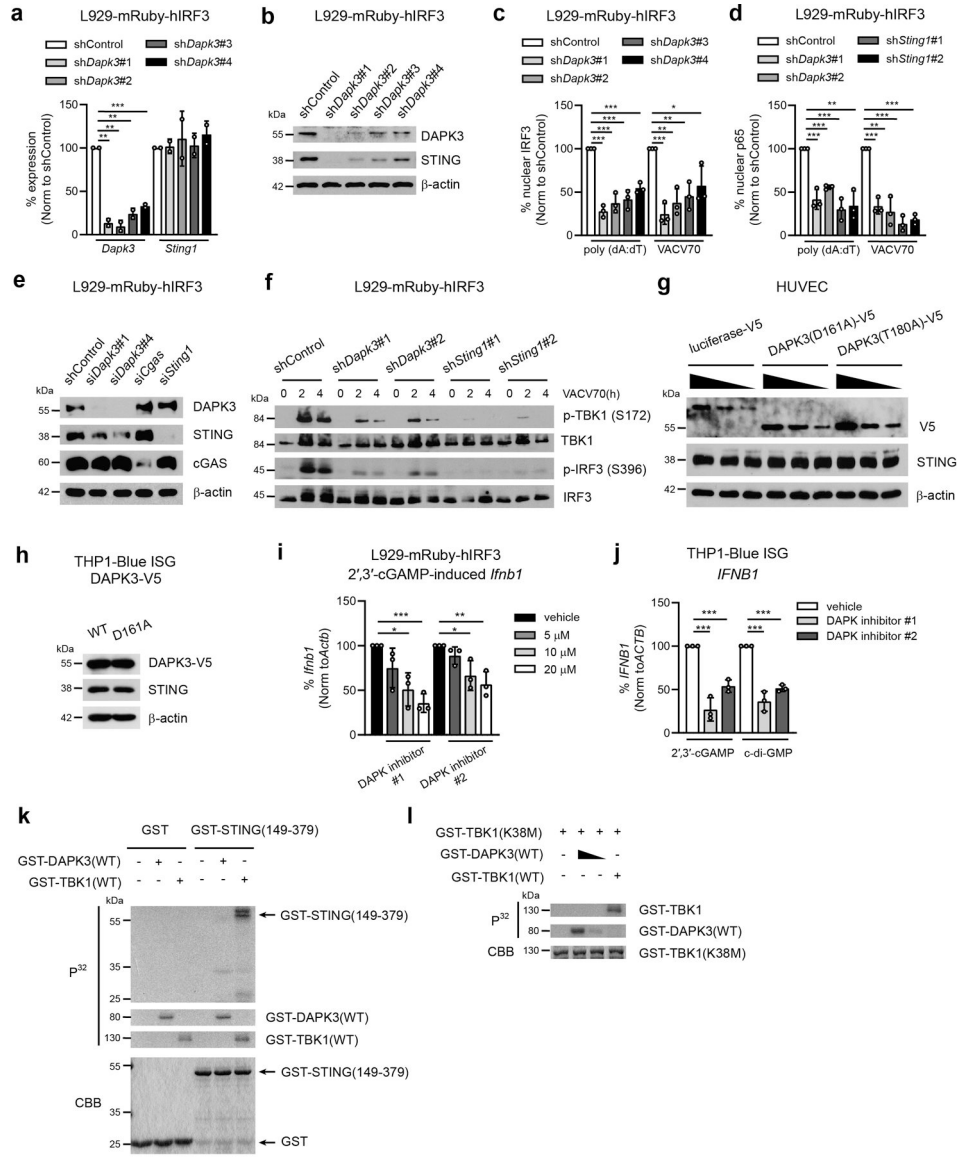 a
L929-mRuby-hIRF3
shControl
shDapk3#1
shDapk3#2
shDapk3#3
shDapk3#4
% expression
(Norm to shControl)
150
100
50
0
***
**
**
**
Dapk3
Sting1
b
L929-mRuby-hIRF3
shControl
shDapk3#1
shDapk3#2
shDapk3#3
shDapk3#4
kDa
55
DAPK3
38
STING
42
β-actin
c
L929-mRuby-hIRF3
shControl
shDapk3#1
shDapk3#2
shDapk3#3
shDapk3#4
% nuclear IRF3
(Norm to shControl)
150
100
50
0
***
***
***
***
*
**
**
***
poly (dA:dT)
VACV70
d
L929-mRuby-hIRF3
shControl
shDapk3#1
shDapk3#2
shSting1#1
shSting1#2
% nuclear p65
(Norm to shControl)
150
100
50
0
**
***
***
***
***
***
**
***
poly (dA:dT)
VACV70
e
L929-mRuby-hIRF3
shControl
siDapk3#1
siDapk3#4
siCgas
siSting1
kDa
55
DAPK3
38
STING
60
cGAS
42
β-actin
f
L929-mRuby-hIRF3
shControl
shDapk3#1
shDapk3#2
shSting1#1
shSting1#2
kDa
0 2 4 0 2 4 0 2 4 0 2 4 0 2 4 VACV70(h)
84
p-TBK1 (S172)
84
TBK1
45
p-IRF3 (S396)
45
IRF3
g
HUVEC
luciferase-V5
DAPK3(D161A)-V5
DAPK3(T180A)-V5
kDa
55
V5
38
STING
42
β-actin
h
THP1-Blue ISG
DAPK3-V5
WT
D161A
55
DAPK3-V5
38
STING
42
β-actin
i
L929-mRuby-hIRF3
2′,3′-cGAMP-induced Ifnb1
% Ifnb1
(Norm toActb)
150
100
50
0
***
*
**
*
vehicle
5 μM
10 μM
20 μM
DAPK inhibitor
#1
DAPK inhibitor
#2
j
THP1-Blue ISG
IFNB1
% IFNB1
(Norm toACTB)
150
100
50
0
***
***
***
***
vehicle
DAPK inhibitor #1
DAPK inhibitor #2
2′,3′-cGAMP
c-di-GMP
k
GST
GST-STING(149-379)
GST-DAPK3(WT) - + - - + -
GST-TBK1(WT) - - + - - +
kDa
55
GST-STING(149-379)
35
25
P32
80
GST-DAPK3(WT)
130
GST-TBK1(WT)
55
GST-STING(149-379)
CBB
35
25
GST
l
GST-TBK1(K38M) + + + +
GST-DAPK3(WT) - -
GST-TBK1(WT) - - - +
kDa
P32
130
GST-TBK1
80
GST-DAPK3(WT)
CBB
130
GST-TBK1(K38M)